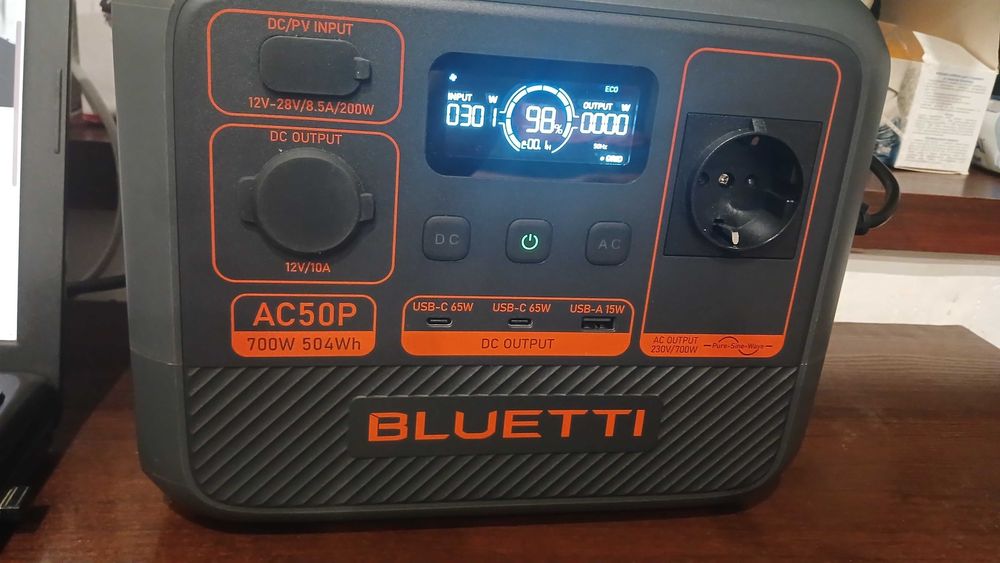 DC/PV INPUT
12V-28V/8.5A/200W
DC OUTPUT
12V/10A
AC50P
700W 504Wh
ECO
INPUT W
OUTPUT W
0301
98%
0000
50Hz
GRID
DC
AC
USB-C 65W
USB-C 65W
USB-A 15W
DC OUTPUT
AC OUTPUT
230V/700W
Pure-Sine-Wave
BLUETTI